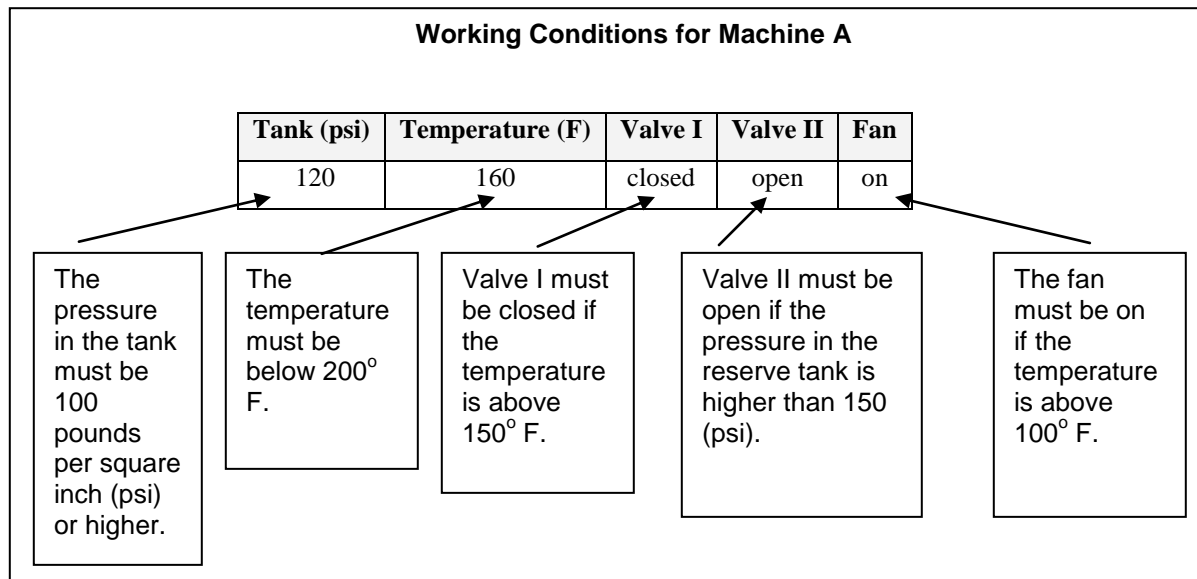 Working Conditions for Machine A
Tank (psi) Temperature (F) Valve I Valve II Fan
120 160 closed open on
The
pressure
in the tank
must be
100
pounds
per square
inch (psi)
or higher.
The
temperature
must be
below 200° F.
Valve I must
be closed if
the
temperature
is above
150° F.
Valve II must be
open if the
pressure in the
reserve tank is
higher than 150
(psi).
The fan
must be on
if the
temperature
is above
100° F.